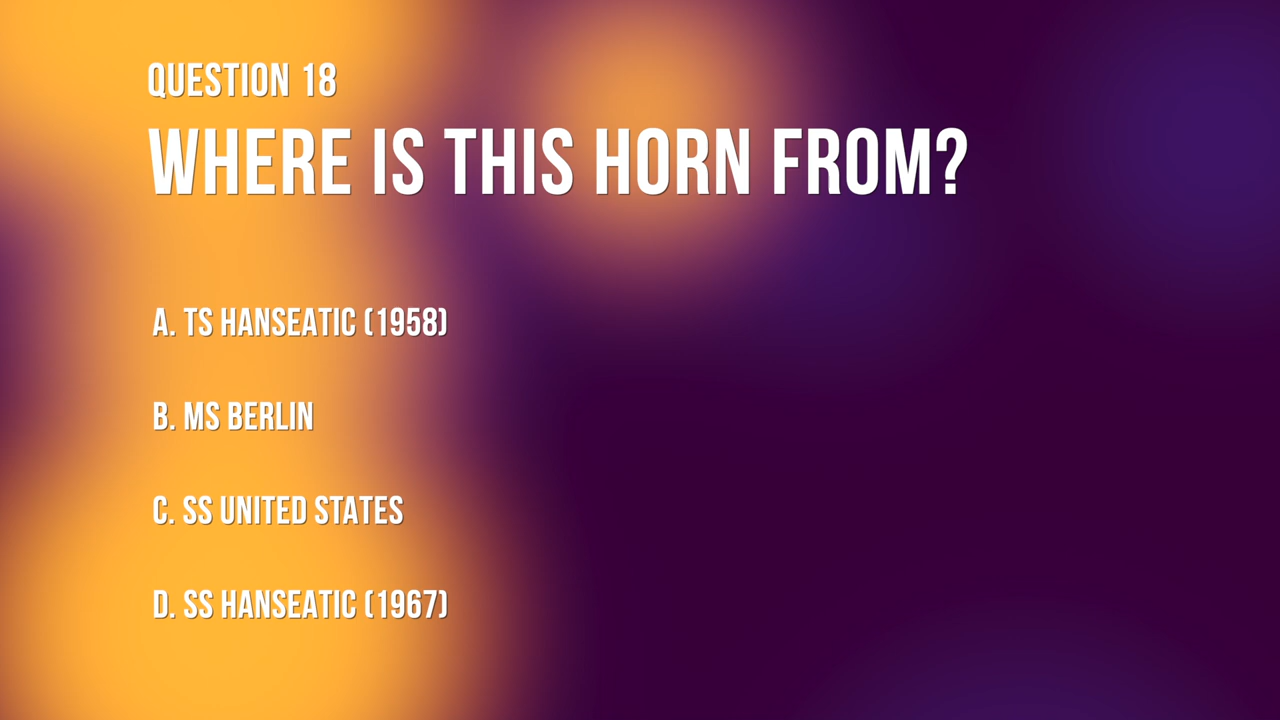 QUESTION 18
WHERE IS THIS HORN FROM?
A. TS HANSEATIC (1958)
B. MS BERLIN
C. SS UNITED STATES
D. SS HANSEATIC (1967)